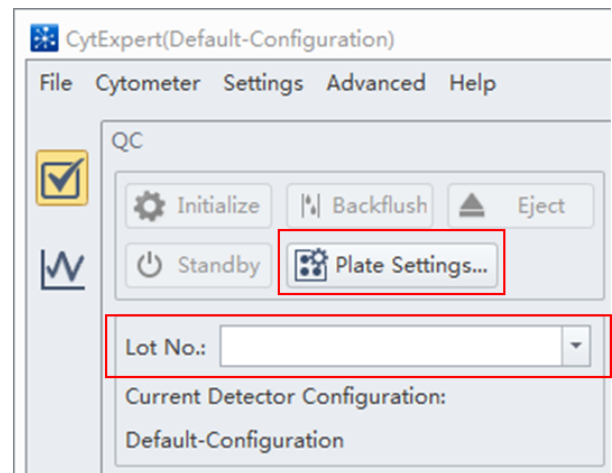 CytExpert(Default-Configuration)
File Cytometer Settings Advanced Help
QC
Initialize Backflush Eject
Standby Plate Settings...
Lot No.:
Current Detector Configuration:
Default-Configuration